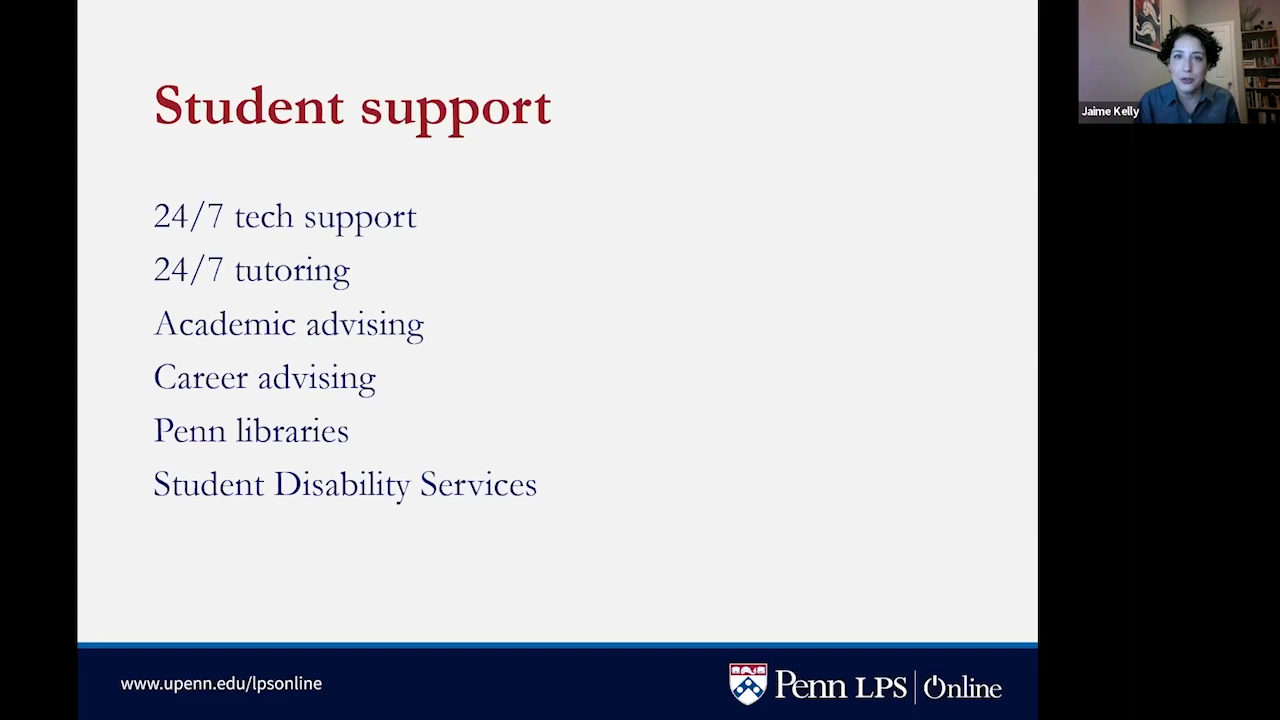 Student support
24/7 tech support
24/7 tutoring
Academic advising
Career advising
Penn libraries
Student Disability Services
www.upenn.edu/lpsonline
Penn LPS | Online
Jaime Kelly